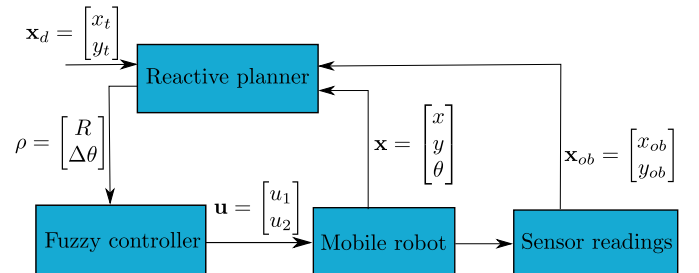 x_d = [x_t y_t]
Reactive planner
ρ = [R Δθ]
x = [x y θ]
x_ob = [x_ob y_ob]
u = [u_1 u_2]
Fuzzy controller
Mobile robot
Sensor readings